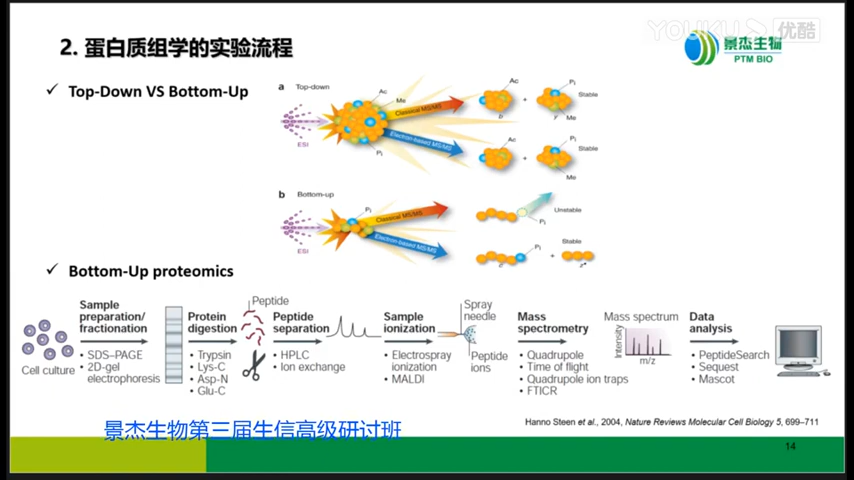 YOUKU 优酷
2. 蛋白质组学的实验流程
景杰生物
PTM BIO
✓ Top-Down VS Bottom-Up
a Top-down
Ac
Me
Pi
ESI
Classical MS/MS
Electron-based MS/MS
Ac
b
+
Pi
y
Me
Stable
Ac
+
Pi
Me
Stable
b Bottom-up
Pi
ESI
Classical MS/MS
Electron-based MS/MS
Pi
Unstable
Pi
c
+
Stable
z•
✓ Bottom-Up proteomics
Cell culture
Sample
preparation/
fractionation
• SDS–PAGE
• 2D-gel
electrophoresis
Protein
digestion
• Trypsin
• Lys-C
• Asp-N
• Glu-C
Peptide
Peptide
separation
• HPLC
• Ion exchange
Sample
ionization
• Electrospray
ionization
• MALDI
Spray
needle
Peptide
ions
Mass
spectrometry
• Quadrupole
• Time of flight
• Quadrupole ion traps
• FTICR
Mass spectrum
Intensity
m/z
Data
analysis
• PeptideSearch
• Sequest
• Mascot
Hanno Steen et al., 2004, Nature Reviews Molecular Cell Biology 5, 699–711
景杰生物第三届生信高级研讨班
14